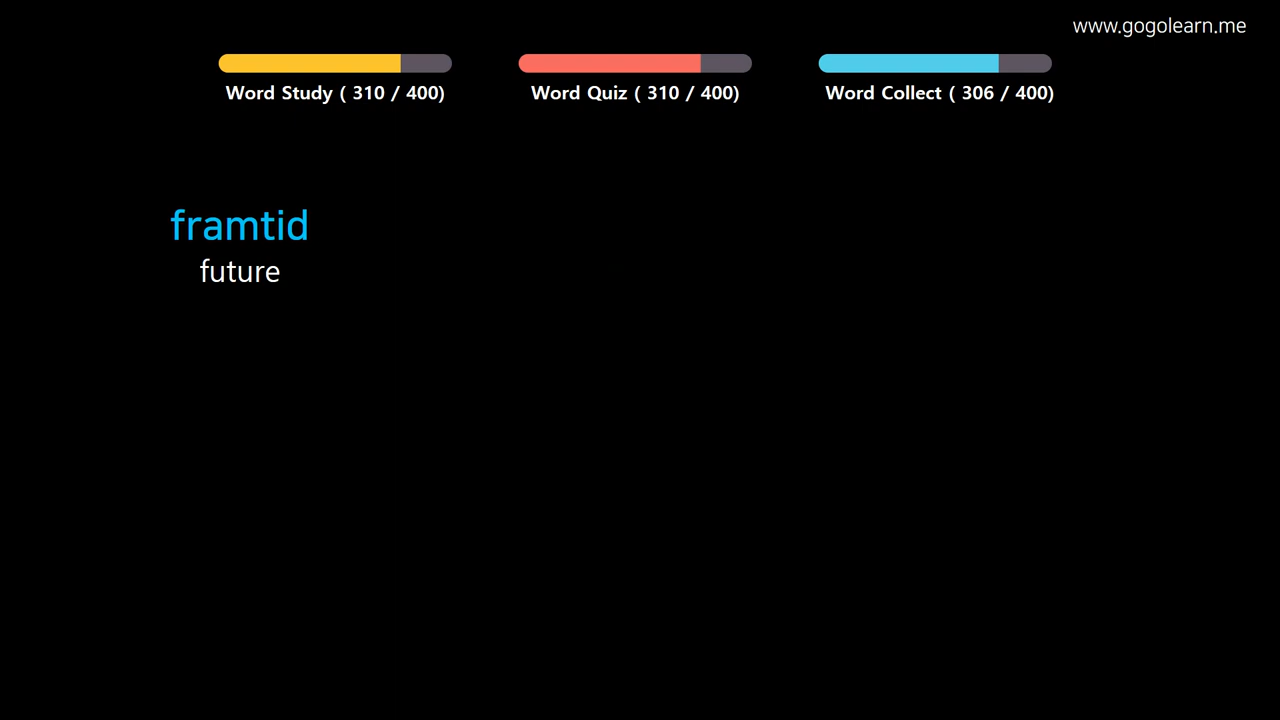 www.gogolearn.me
Word Study ( 310 / 400)
Word Quiz ( 310 / 400)
Word Collect ( 306 / 400)
framtid
future